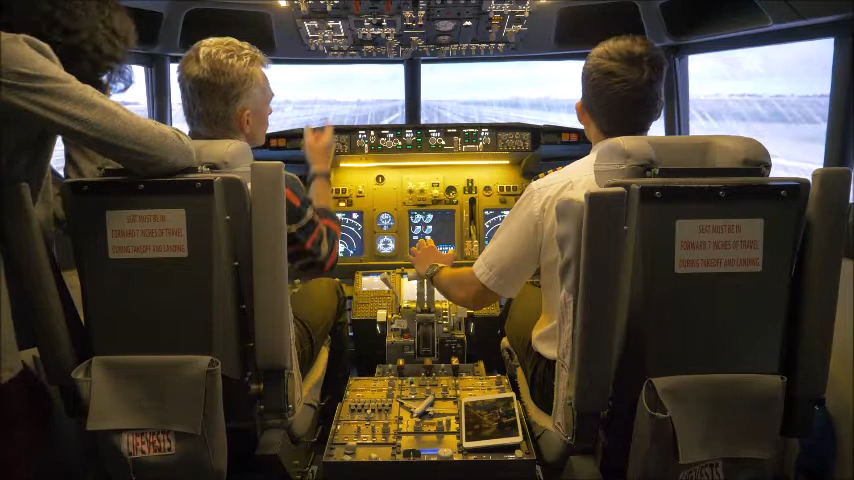 SEAT MUST BE IN
FORWARD 7 INCHES OF TRAVEL
DURING TAKEOFF AND LANDING
SEAT MUST BE IN
FORWARD 7 INCHES OF TRAVEL
DURING TAKEOFF AND LANDING
LIFEVESTS
LIFEVESTS